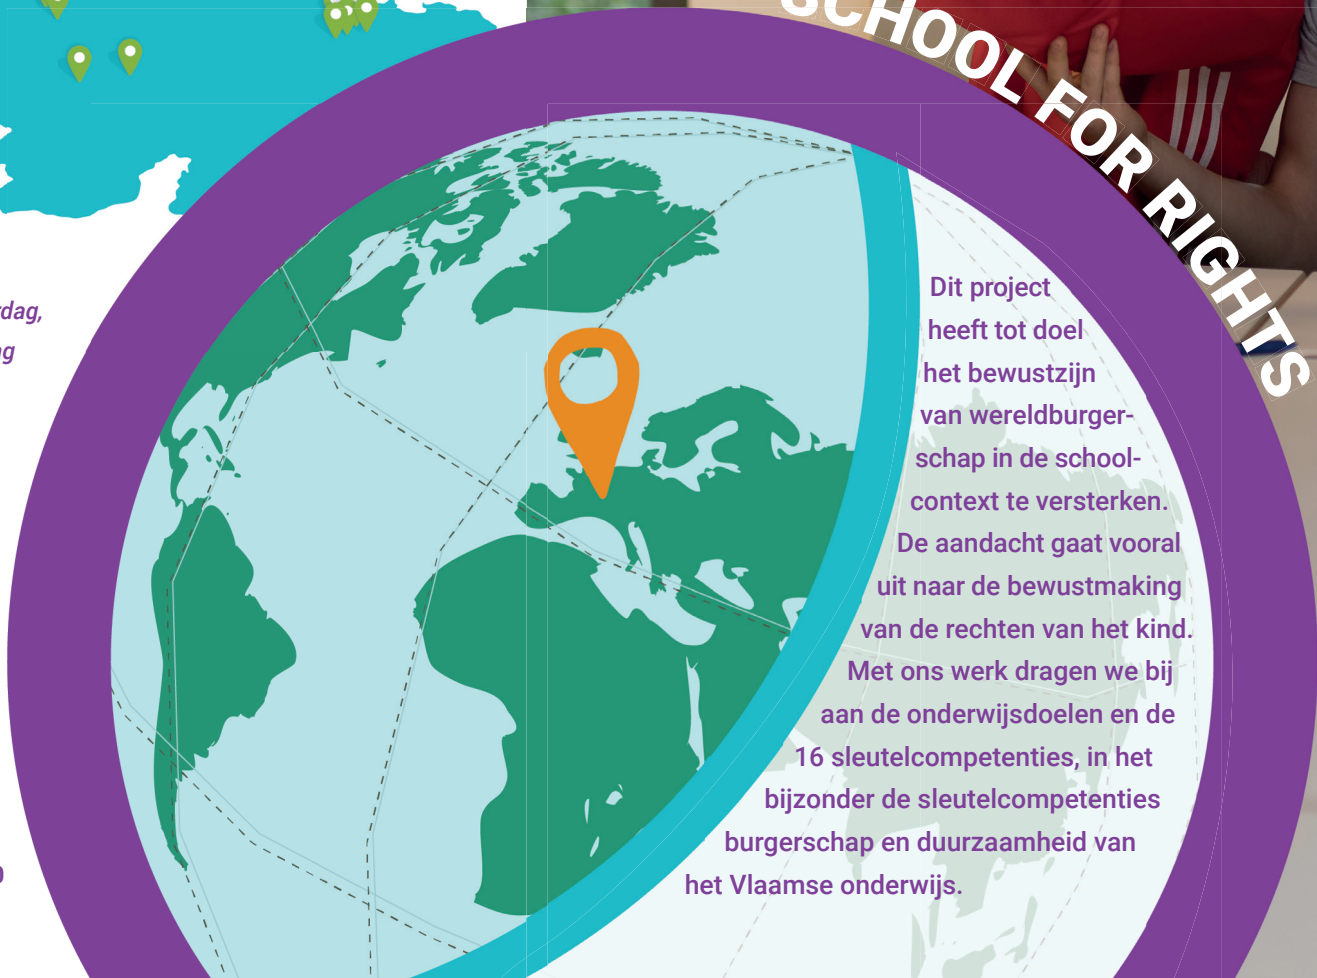 SCHOOL FOR RIGHTS
rdag,
Dit project
heeft tot doel
het bewustzijn
van wereldburger-
schap in de school-
context te versterken.
De aandacht gaat vooral
uit naar de bewustmaking
van de rechten van het kind.
Met ons werk dragen we bij
aan de onderwijsdoelen en de
16 sleutelcompetenties, in het
bijzonder de sleutelcompetenties
burgerschap en duurzaamheid van
het Vlaamse onderwijs.